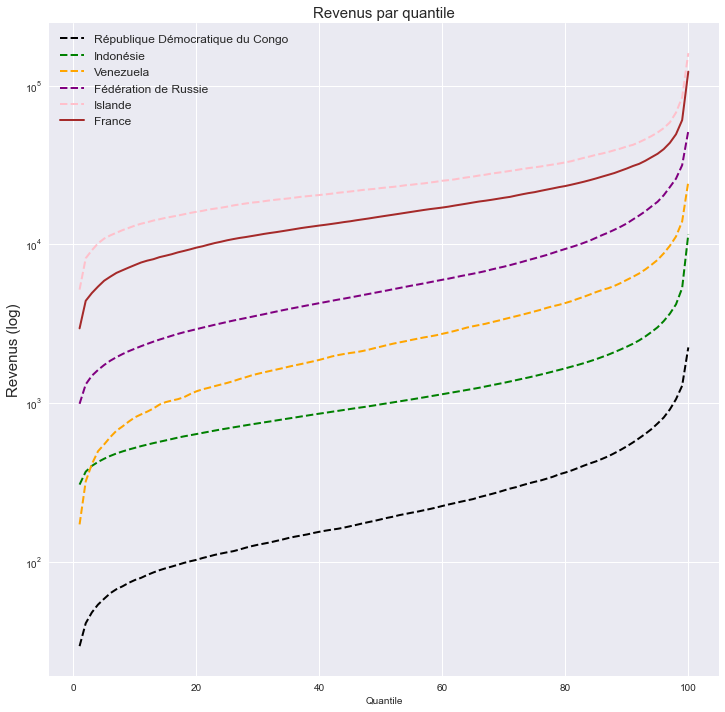 Revenus par quantile
République Démocratique du Congo
Indonésie
Venezuela
Fédération de Russie
Islande
France
10^5
10^4
10^3
10^2
Revenus (log)
0 20 40 60 80 100
Quantile